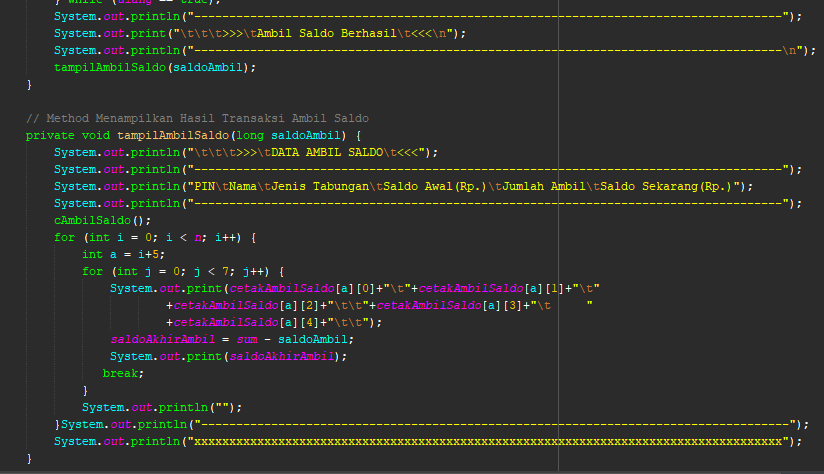 } while (ulang == true);
System.out.println("------------------------------------------------------------------------------------");
System.out.print("\t\t\t>>>\tAmbil Saldo Berhasil\t<<<\n");
System.out.println("------------------------------------------------------------------------------------\n");
tampilAmbilSaldo(saldoAmbil);
}
// Method Menampilkan Hasil Transaksi Ambil Saldo
private void tampilAmbilSaldo(long saldoAmbil) {
System.out.println("\t\t\t>>>\tDATA AMBIL SALDO\t<<<");
System.out.println("------------------------------------------------------------------------------------");
System.out.println("PIN\tNama\tJenis Tabungan\tSaldo Awal(Rp.)\tJumlah Ambil\tSaldo Sekarang(Rp.)");
System.out.println("------------------------------------------------------------------------------------");
cAmbilSaldo();
for (int i = 0; i < n; i++) {
int a = i+5;
for (int j = 0; j < 7; j++) {
System.out.print(cetakAmbilSaldo[a][0]+"\t"+cetakAmbilSaldo[a][1]+"\t"
+cetakAmbilSaldo[a][2]+"\t\t"+cetakAmbilSaldo[a][3]+"\t     "
+cetakAmbilSaldo[a][4]+"\t\t");
saldoAkhirAmbil = sum - saldoAmbil;
System.out.print(saldoAkhirAmbil);
break;
}
System.out.println("");
}System.out.println("------------------------------------------------------------------------------------");
System.out.println("xxxxxxxxxxxxxxxxxxxxxxxxxxxxxxxxxxxxxxxxxxxxxxxxxxxxxxxxxxxxxxxxxxxxxxxxxxxxxxxxxxxx");
}